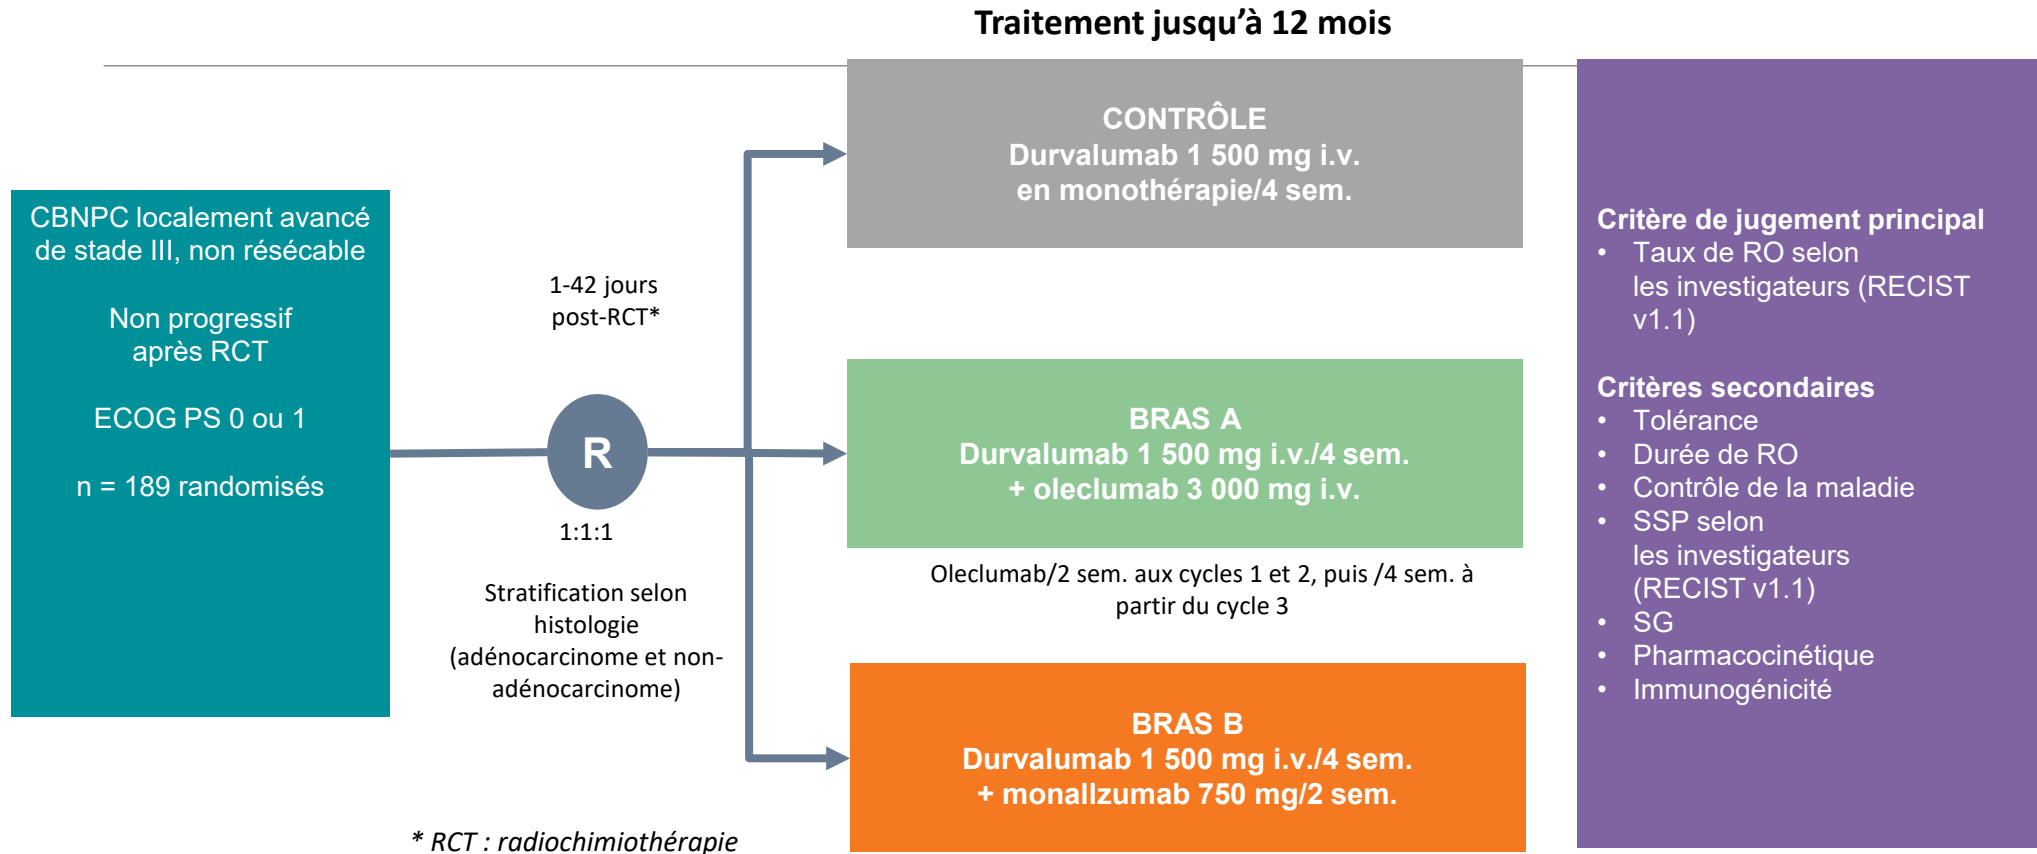 Traitement jusqu’à 12 mois
CBNPC localement avancé
de stade III, non résécable
Non progressif
après RCT
ECOG PS 0 ou 1
n = 189 randomisés
1-42 jours
post-RCT*
R
1:1:1
Stratification selon
histologie
(adénocarcinome et non-
adénocarcinome)
* RCT : radiochimiothérapie
CONTRÔLE
Durvalumab 1 500 mg i.v.
en monothérapie/4 sem.
BRAS A
Durvalumab 1 500 mg i.v./4 sem.
+ oleclumab 3 000 mg i.v.
Oleclumab/2 sem. aux cycles 1 et 2, puis /4 sem. à
partir du cycle 3
BRAS B
Durvalumab 1 500 mg i.v./4 sem.
+ monallzumab 750 mg/2 sem.
Critère de jugement principal
• Taux de RO selon
les investigateurs (RECIST
v1.1)
Critères secondaires
• Tolérance
• Durée de RO
• Contrôle de la maladie
• SSP selon
les investigateurs
(RECIST v1.1)
• SG
• Pharmacocinétique
• Immunogénicité